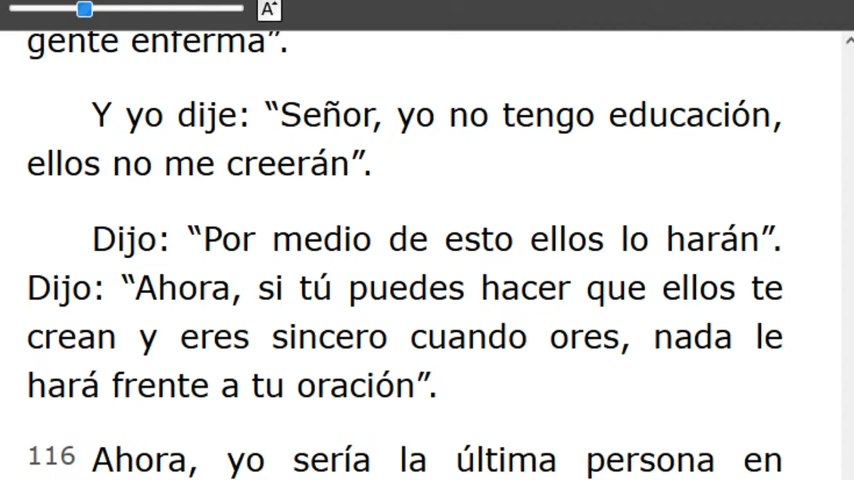 A
gente enferma”.
Y yo dije: “Señor, yo no tengo educación,
ellos no me creerán”.
Dijo: “Por medio de esto ellos lo harán”.
Dijo: “Ahora, si tú puedes hacer que ellos te
crean y eres sincero cuando ores, nada le
hará frente a tu oración”.
116 Ahora, yo sería la última persona en